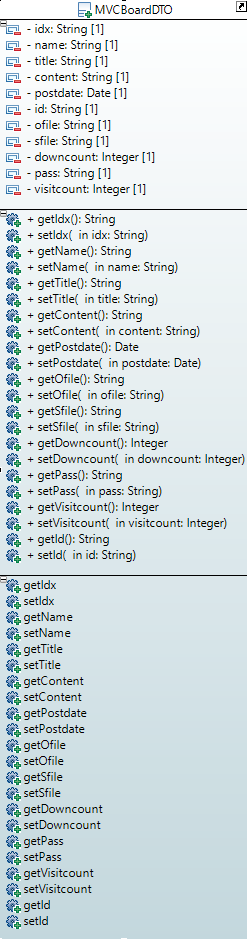 MVCBoardDTO
- idx: String [1]
- name: String [1]
- title: String [1]
- content: String [1]
- postdate: Date [1]
- id: String [1]
- ofile: String [1]
- sfile: String [1]
- downcount: Integer [1]
- pass: String [1]
- visitcount: Integer [1]
+ getIdx(): String
+ setIdx( in idx: String)
+ getName(): String
+ setName( in name: String)
+ getTitle(): String
+ setTitle( in title: String)
+ getContent(): String
+ setContent( in content: String)
+ getPostdate(): Date
+ setPostdate( in postdate: Date)
+ getOfile(): String
+ setOfile( in ofile: String)
+ getSfile(): String
+ setSfile( in sfile: String)
+ getDowncount(): Integer
+ setDowncount( in downcount: Integer)
+ getPass(): String
+ setPass( in pass: String)
+ getVisitcount(): Integer
+ setVisitcount( in visitcount: Integer)
+ getId(): String
+ setId( in id: String)
getIdx
setIdx
getName
setName
getTitle
setTitle
getContent
setContent
getPostdate
setPostdate
getOfile
setOfile
getSfile
setSfile
getDowncount
setDowncount
getPass
setPass
getVisitcount
setVisitcount
getId
setId